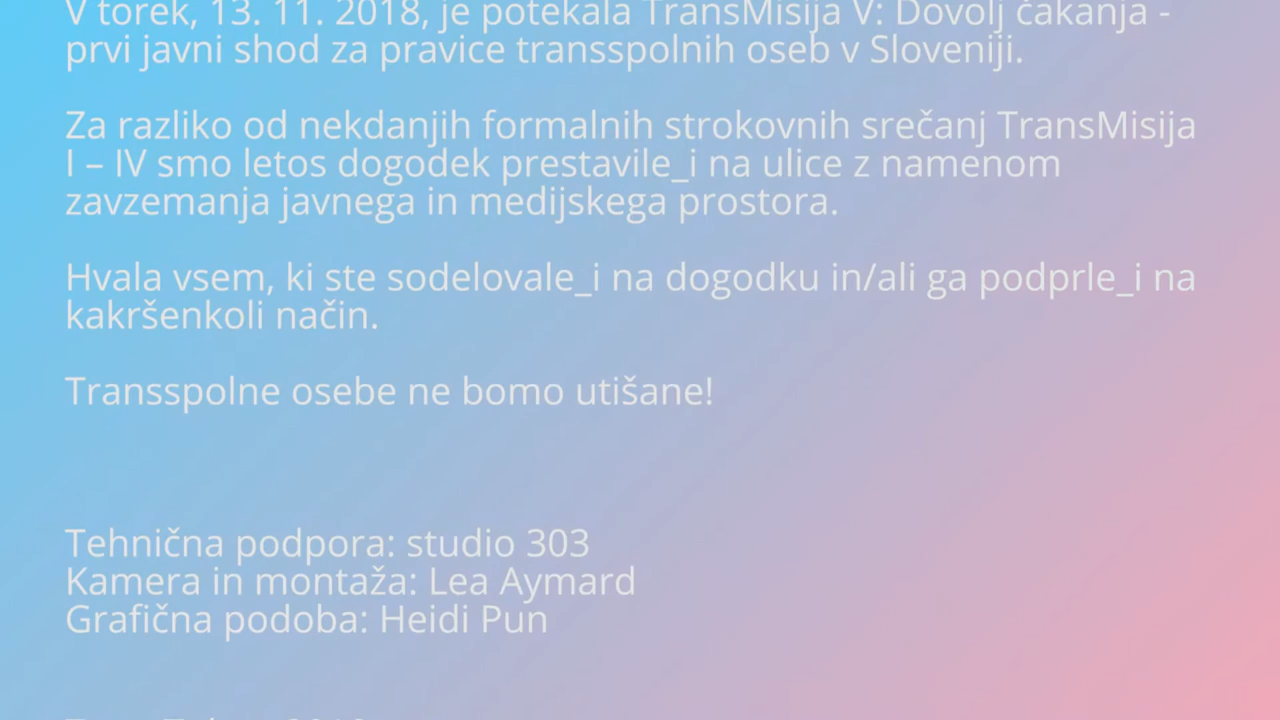 V torek, 13. 11. 2018, je potekala TransMisija V: Dovolj čakanja -
prvi javni shod za pravice transspolnih oseb v Sloveniji.
Za razliko od nekdanjih formalnih strokovnih srečanj TransMisija
I – IV smo letos dogodek prestavile_i na ulice z namenom
zavzemanja javnega in medijskega prostora.
Hvala vsem, ki ste sodelovale_i na dogodku in/ali ga podprle_i na
kakršenkoli način.
Transspolne osebe ne bomo utišane!
Tehnična podpora: studio 303
Kamera in montaža: Lea Aymard
Grafična podoba: Heidi Pun